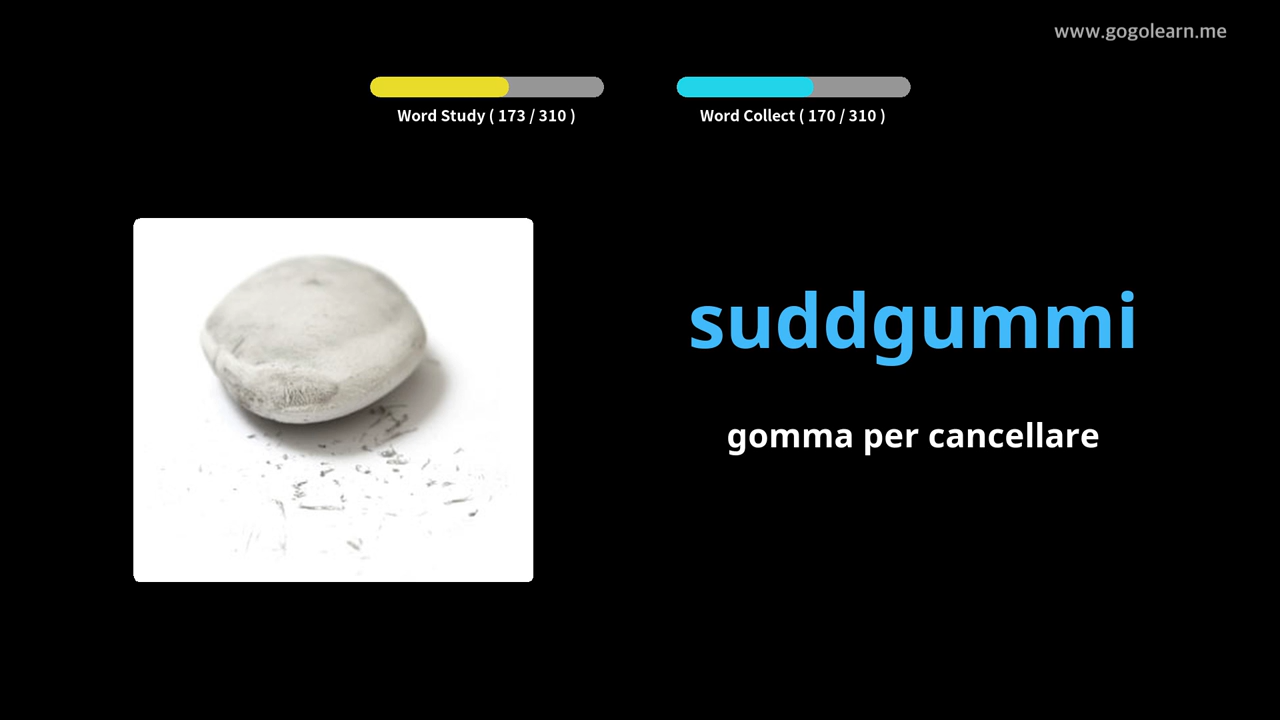 www.gogolearn.me
Word Study ( 173 / 310 )
Word Collect ( 170 / 310 )
suddgummi
gomma per cancellare